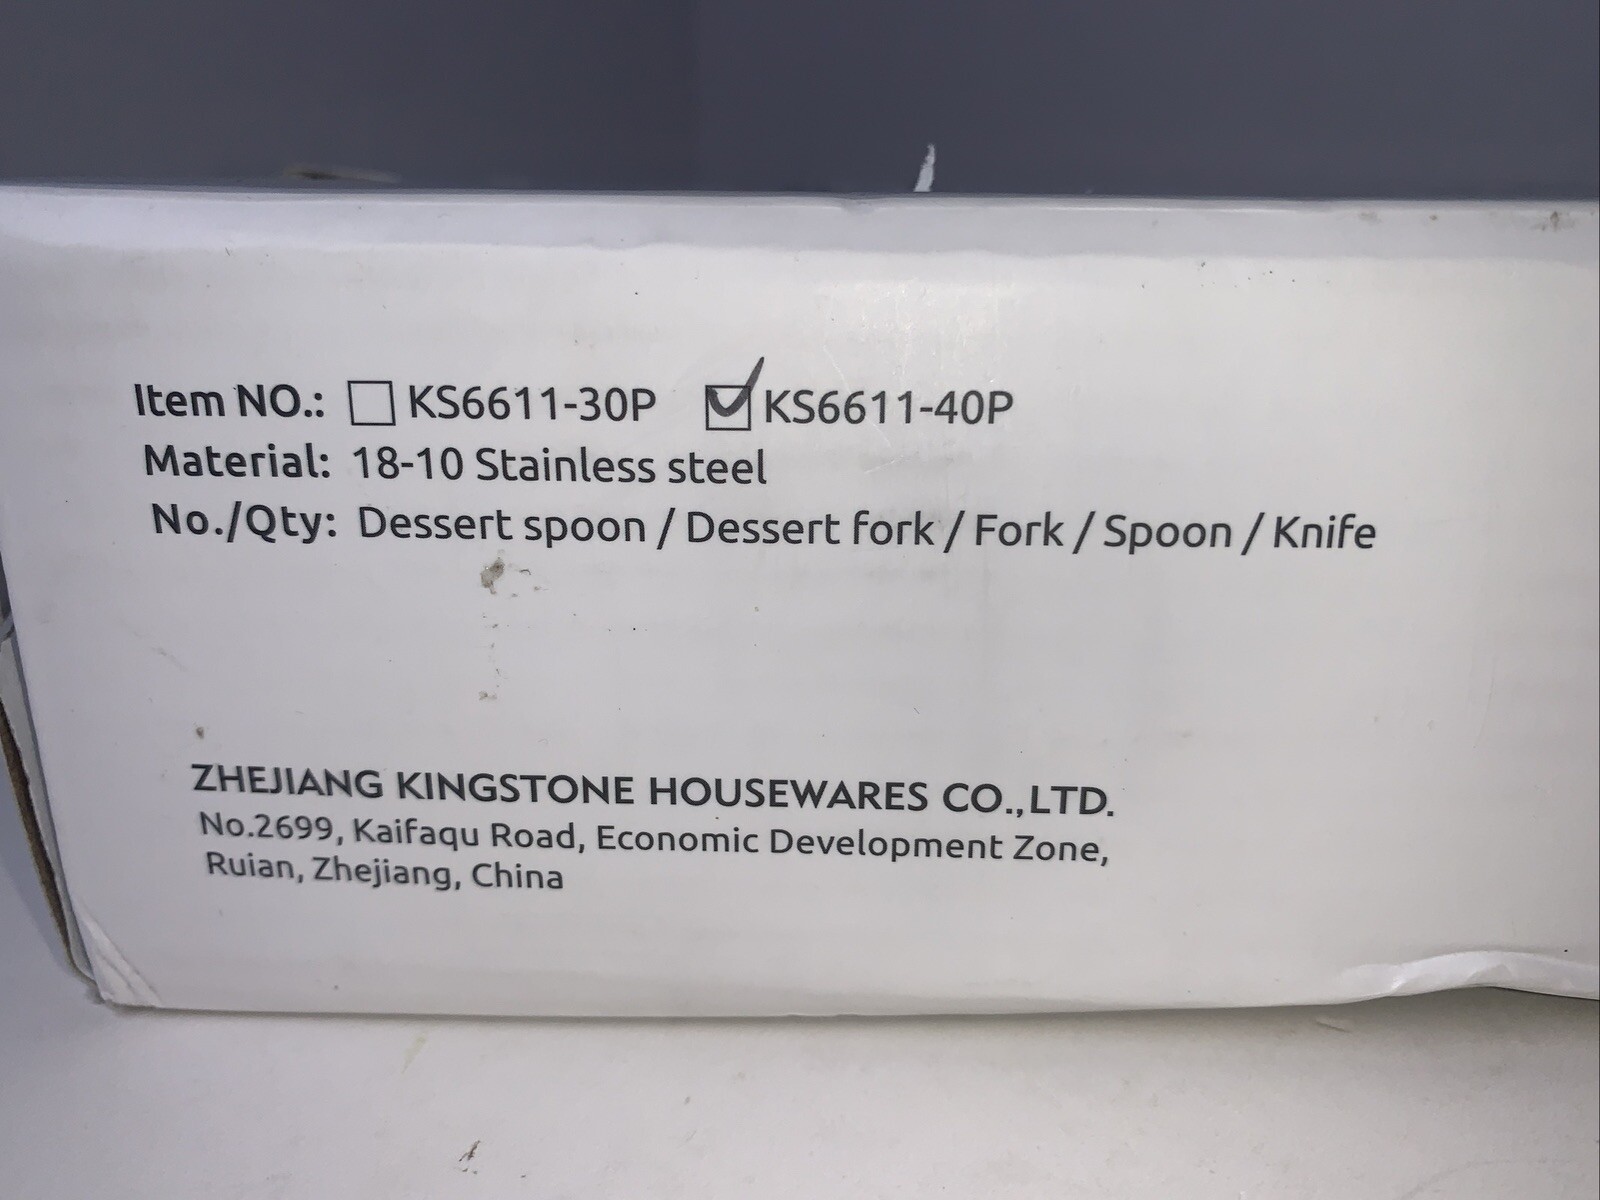 Item NO.: ☐ KS6611-30P ☑ KS6611-40P
Material: 18-10 Stainless steel
No./Qty: Dessert spoon / Dessert fork / Fork / Spoon / Knife
ZHEJIANG KINGSTONE HOUSEWARES CO.,LTD.
No.2699, Kaifaqu Road, Economic Development Zone,
Ruian, Zhejiang, China